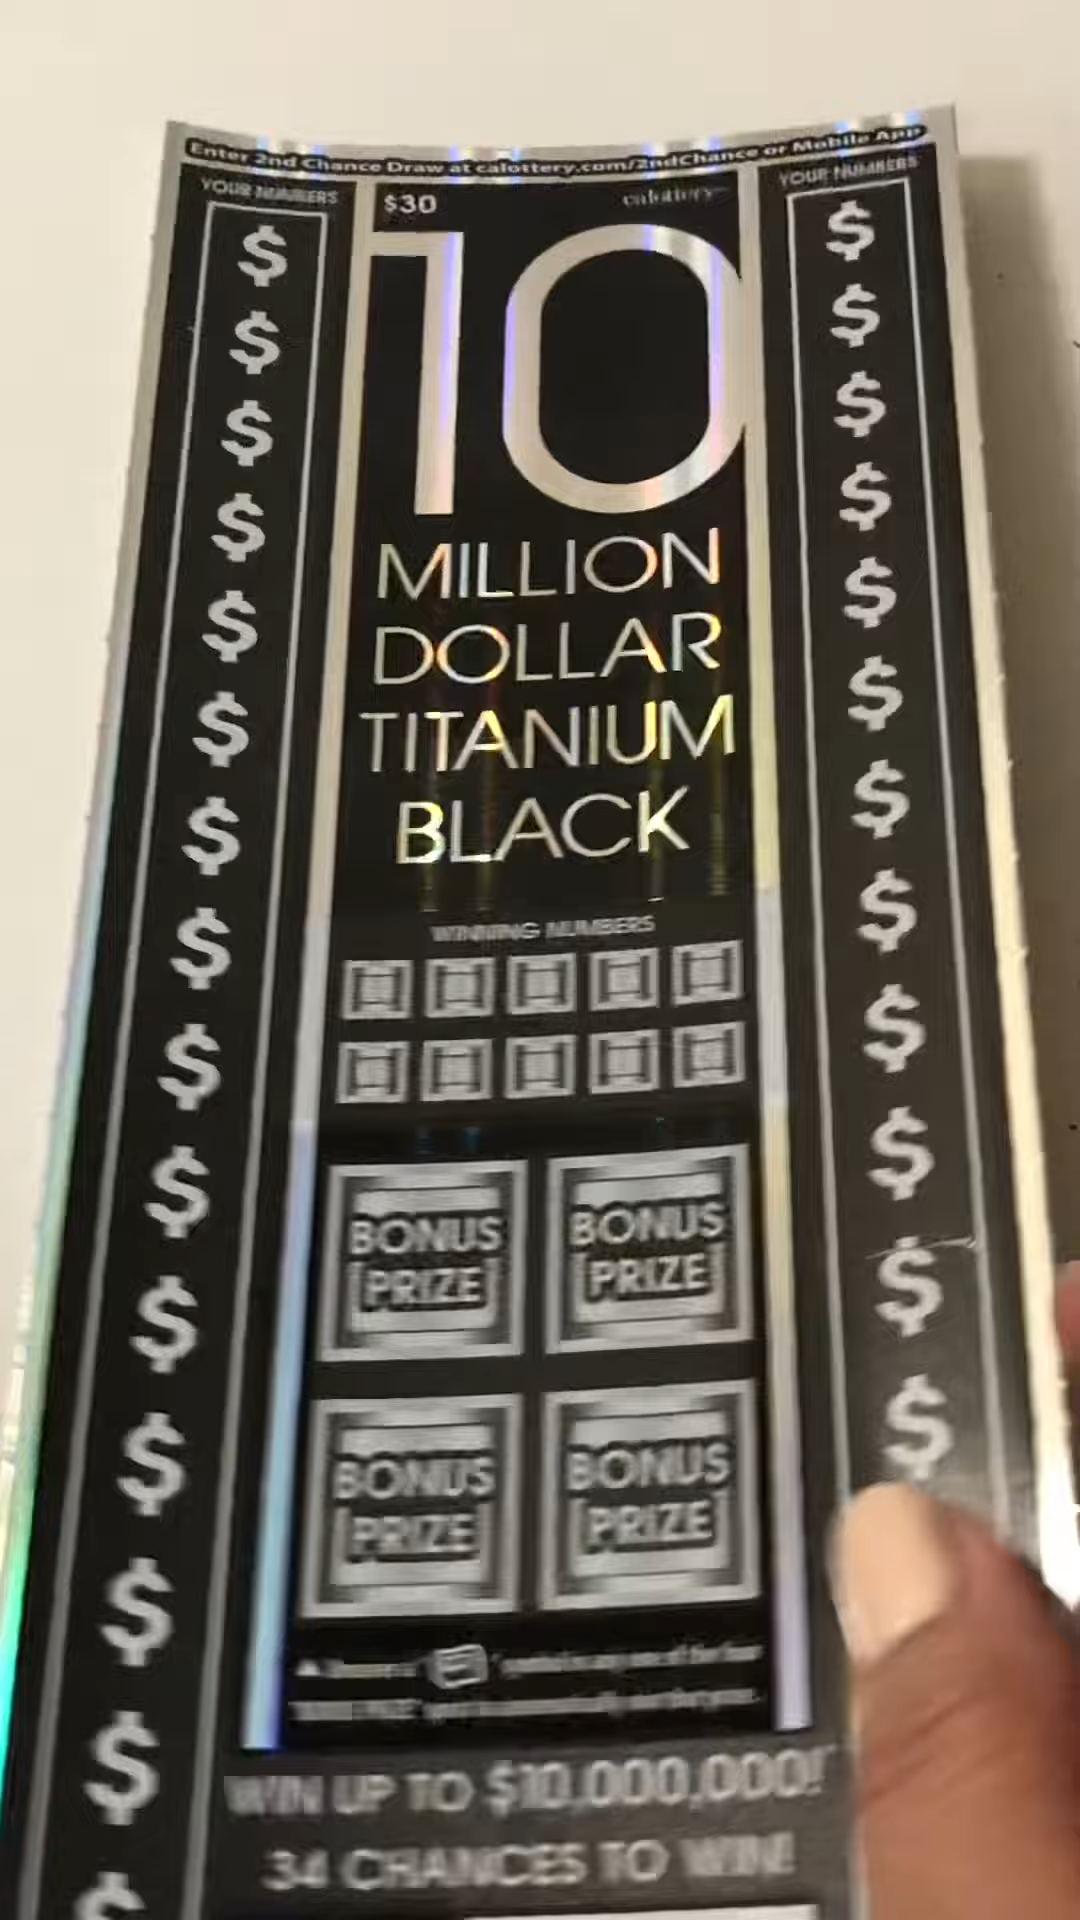 Enter 2nd Chance Draw at calottery.com/2ndChance or Mobile App
YOUR NUMBERS
YOUR NUMBERS
$30
calottery
10
MILLION
DOLLAR
TITANIUM
BLACK
WINNING NUMBERS
BONUS PRIZE
BONUS PRIZE
BONUS PRIZE
BONUS PRIZE
WIN UP TO $10,000,000!
34 CHANCES TO WIN!